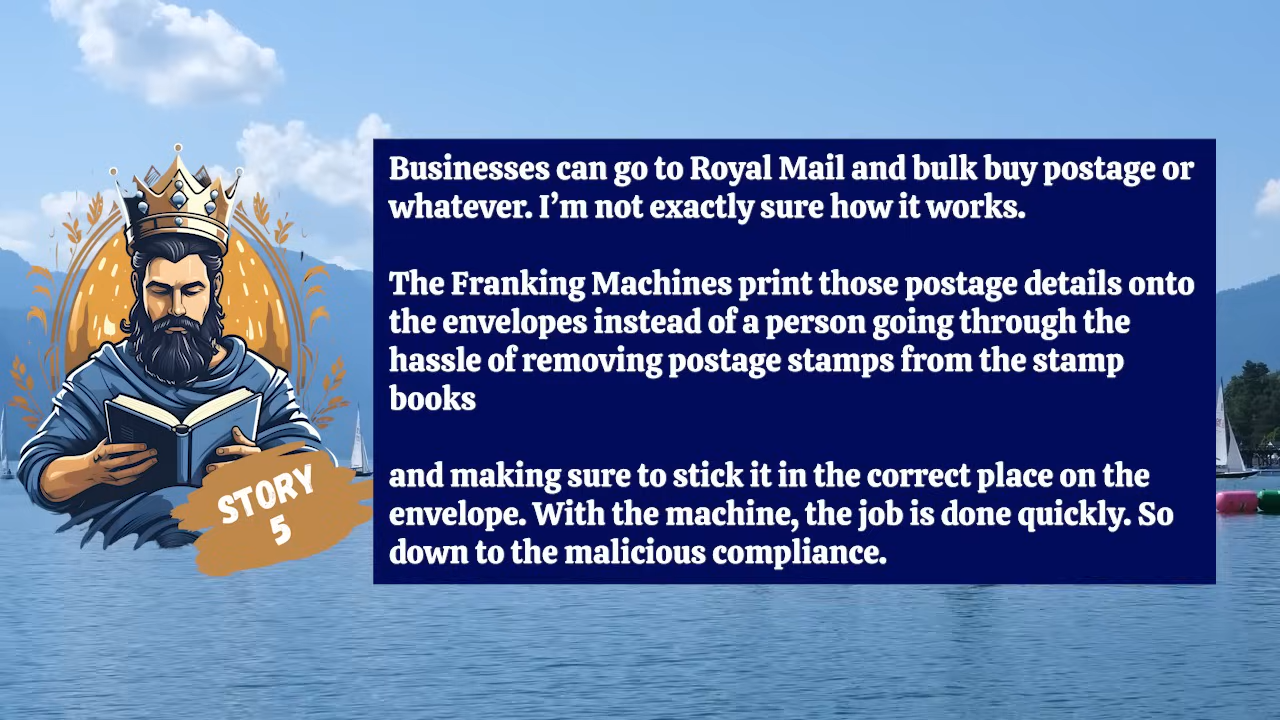 Businesses can go to Royal Mail and bulk buy postage or
whatever. I’m not exactly sure how it works.
The Franking Machines print those postage details onto
the envelopes instead of a person going through the
hassle of removing postage stamps from the stamp
books
and making sure to stick it in the correct place on the
envelope. With the machine, the job is done quickly. So
down to the malicious compliance.
STORY
5